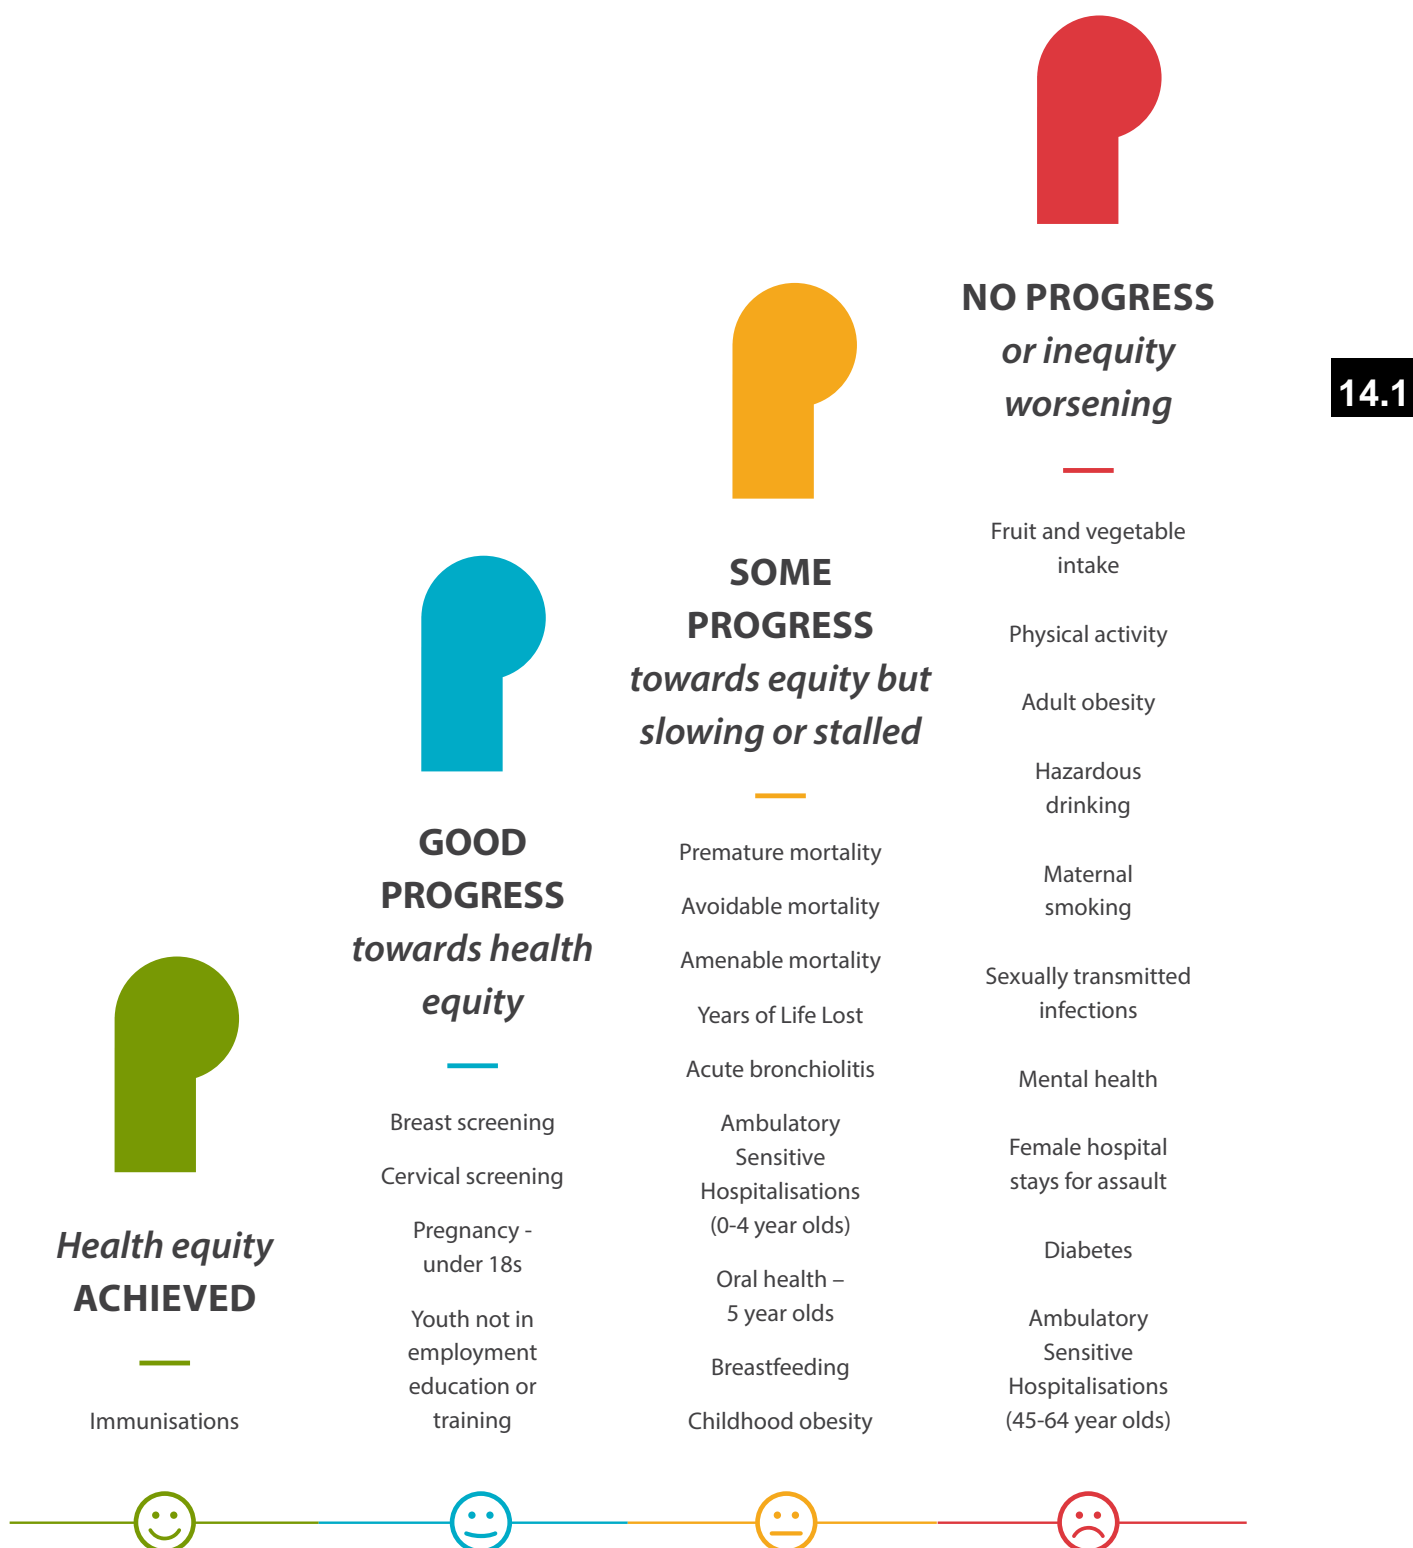 NO PROGRESS
or inequity
worsening
14.1
Fruit and vegetable
intake
Physical activity
Adult obesity
Hazardous
drinking
Maternal
smoking
Sexually transmitted
infections
Mental health
Female hospital
stays for assault
Diabetes
Ambulatory
Sensitive
Hospitalisations
(45-64 year olds)
SOME
PROGRESS
towards equity but
slowing or stalled
Premature mortality
Avoidable mortality
Amenable mortality
Years of Life Lost
Acute bronchiolitis
Ambulatory
Sensitive
Hospitalisations
(0-4 year olds)
Oral health –
5 year olds
Breastfeeding
Childhood obesity
GOOD
PROGRESS
towards health
equity
Breast screening
Cervical screening
Pregnancy -
under 18s
Youth not in
employment
education or
training
Health equity
ACHIEVED
Immunisations